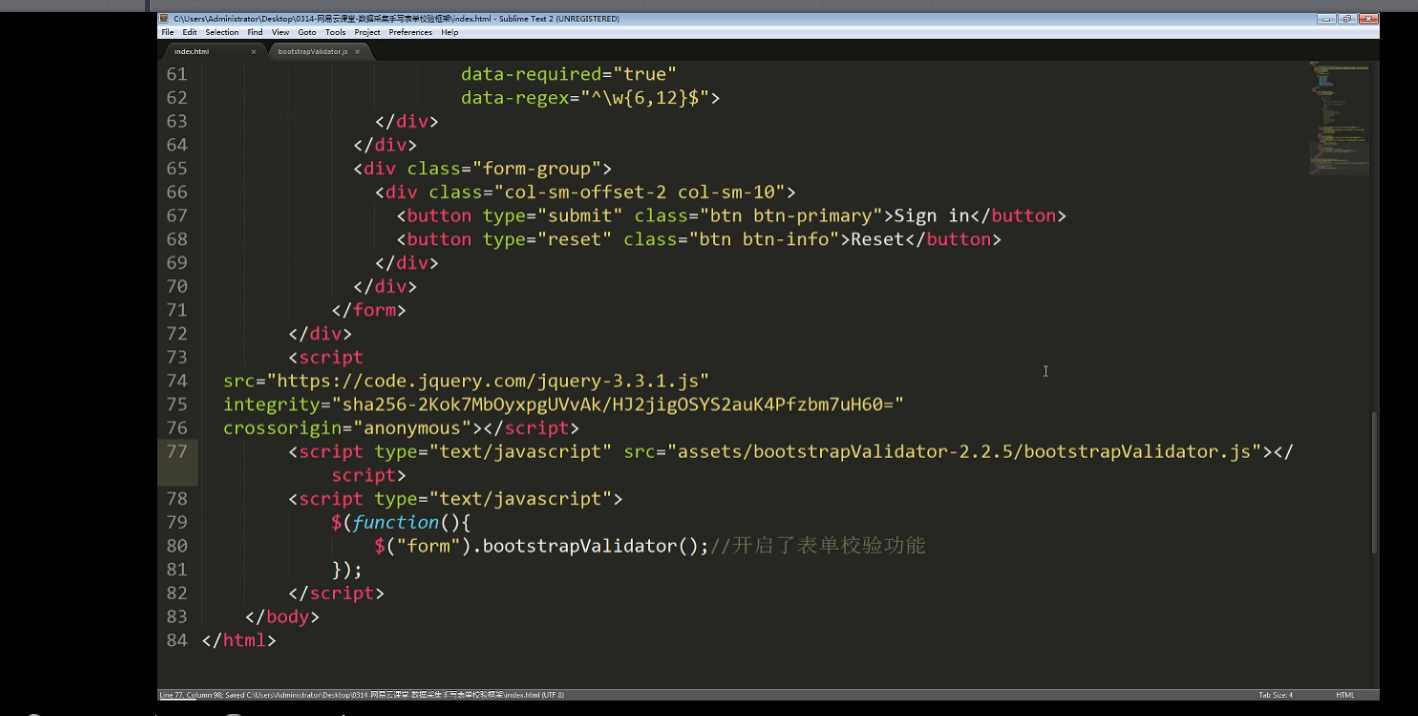 C:\Users\Administrator\Desktop\0314-网易云课堂-数据采集手写表单校验框架\index.html - Sublime Text 2 (UNREGISTERED)
File Edit Selection Find View Goto Tools Project Preferences Help
index.html × bootstrapValidator.js ×
61 data-required="true"
62 data-regex="^\w{6,12}$">
63 </div>
64 </div>
65 <div class="form-group">
66 <div class="col-sm-offset-2 col-sm-10">
67 <button type="submit" class="btn btn-primary">Sign in</button>
68 <button type="reset" class="btn btn-info">Reset</button>
69 </div>
70 </div>
71 </form>
72 </div>
73 <script
74 src="https://code.jquery.com/jquery-3.3.1.js"
75 integrity="sha256-2Kok7MbOyxpgUVvAk/HJ2jigOSYS2auK4Pfzbm7uH60="
76 crossorigin="anonymous"></script>
77 <script type="text/javascript" src="assets/bootstrapValidator-2.2.5/bootstrapValidator.js"></
script>
78 <script type="text/javascript">
79 $(function(){
80 $("form").bootstrapValidator();//开启了表单校验功能
81 });
82 </script>
83 </body>
84 </html>
Line 77, Column 98; Saved C:\Users\Administrator\Desktop\0314-网易云课堂-数据采集手写表单校验框架\index.html (UTF-8)
Tab Size: 4 HTML